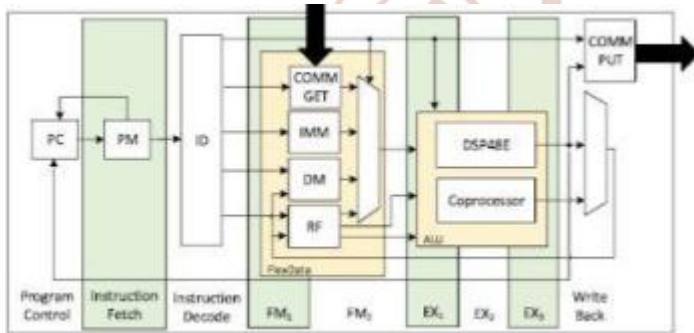 COMM
GET
COMM
PUT
IMM
PC
PM
ID
DM
RF
DSP48E
Coprocessor
ALU
FlexData
Program
Control
Instruction
Fetch
Instruction
Decode
FM₁
FM₂
EX₁
EX₂
EX₃
Write
Back